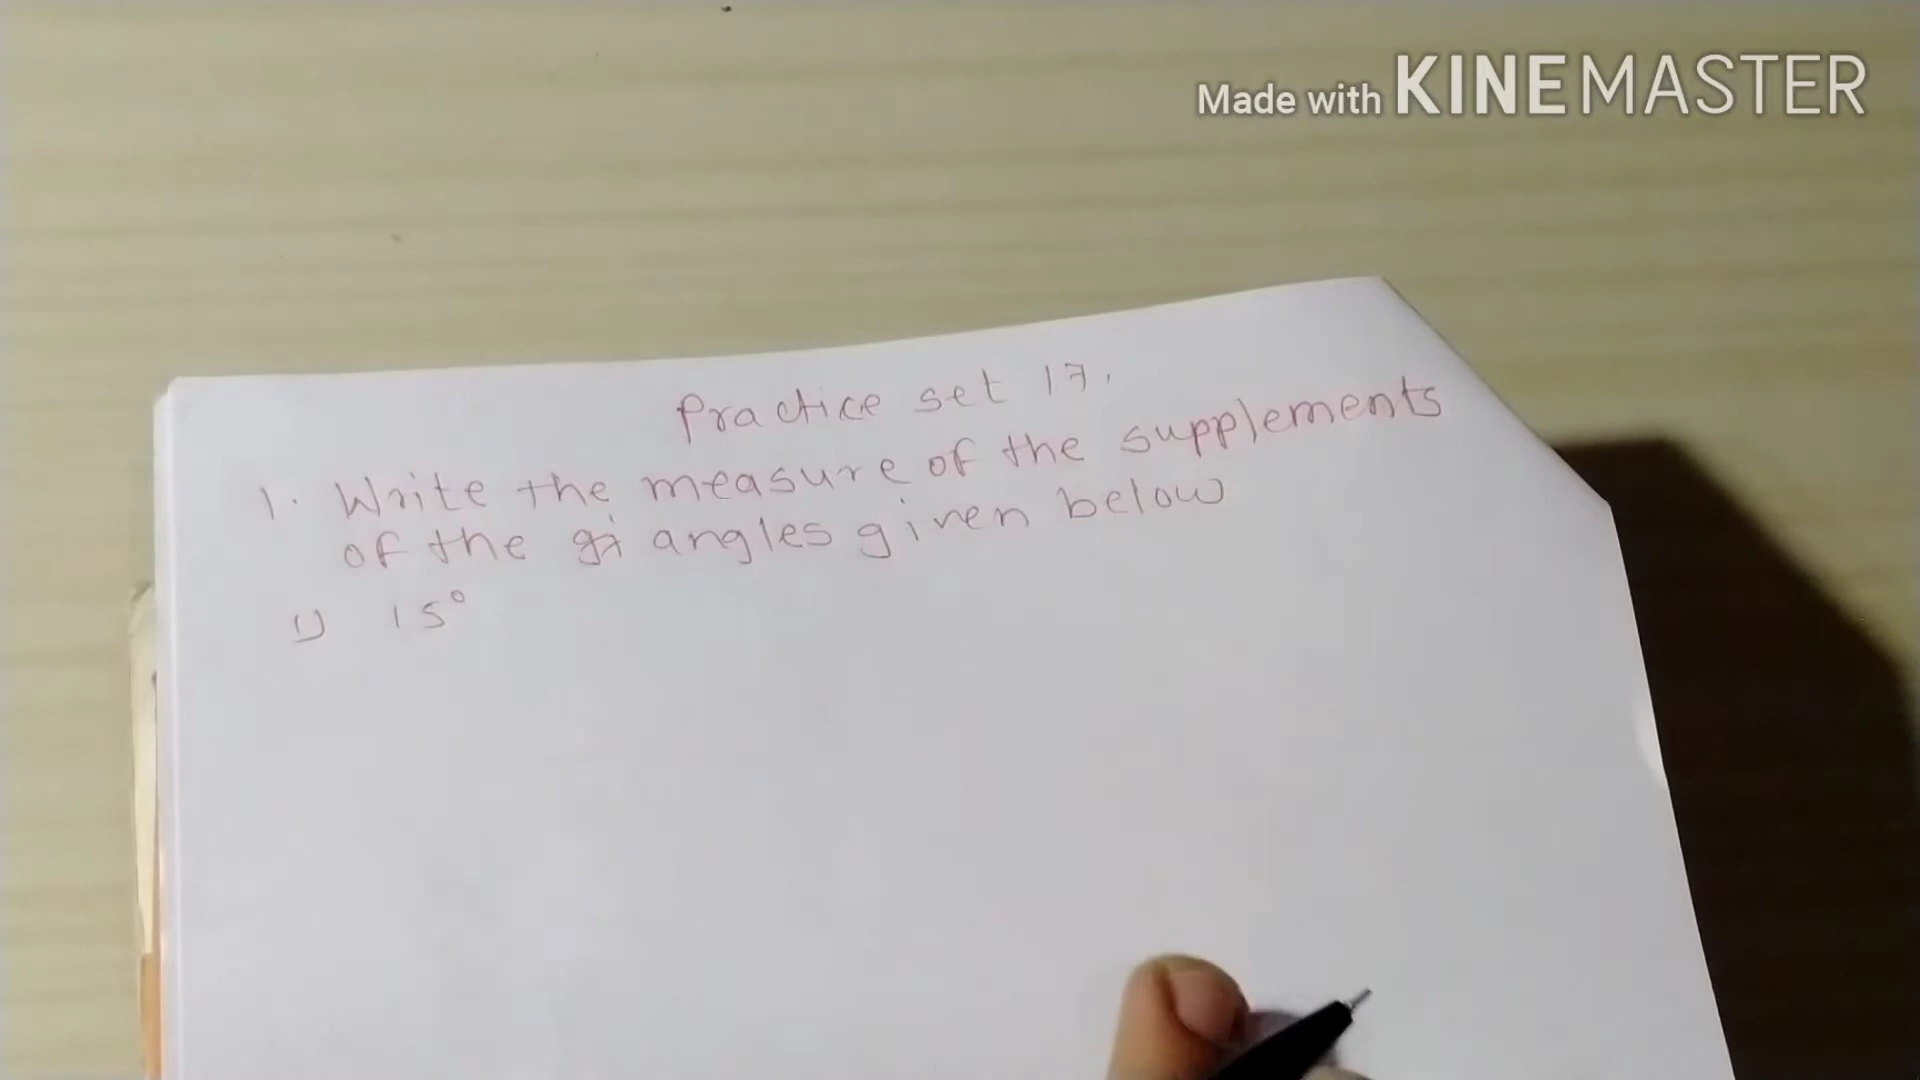 Made with KINEMASTER
Practice set 17.
1. Write the measure of the supplements
of the gi angles given below
1) 15°